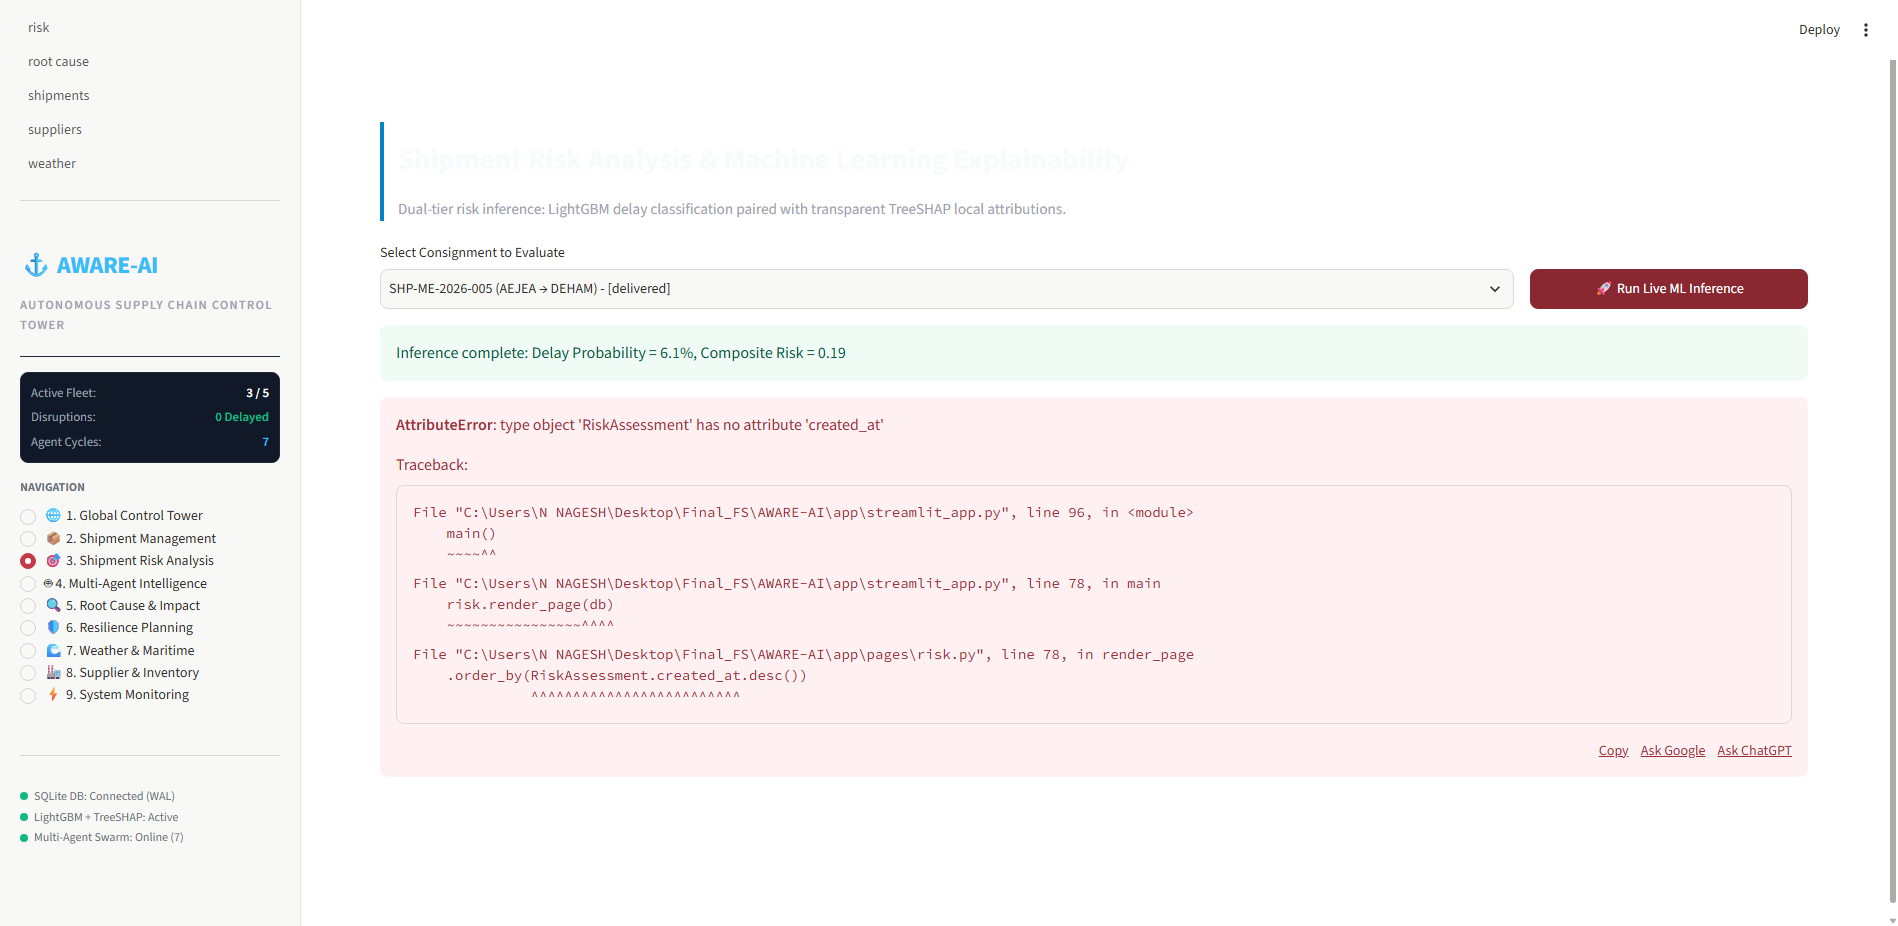 risk
root cause
shipments
suppliers
weather
AWARE-AI
AUTONOMOUS SUPPLY CHAIN CONTROL
TOWER
Active Fleet: 3 / 5
Disruptions: 0 Delayed
Agent Cycles: 7
NAVIGATION
1. Global Control Tower
2. Shipment Management
3. Shipment Risk Analysis
4. Multi-Agent Intelligence
5. Root Cause & Impact
6. Resilience Planning
7. Weather & Maritime
8. Supplier & Inventory
9. System Monitoring
SQLite DB: Connected (WAL)
LightGBM + TreeSHAP: Active
Multi-Agent Swarm: Online (7)
Deploy
Shipment Risk Analysis & Machine Learning Explainability
Dual-tier risk inference: LightGBM delay classification paired with transparent TreeSHAP local attributions.
Select Consignment to Evaluate
SHP-ME-2026-005 (AEJEA → DEHAM) - [delivered]
🚀 Run Live ML Inference
Inference complete: Delay Probability = 6.1%, Composite Risk = 0.19
AttributeError: type object 'RiskAssessment' has no attribute 'created_at'
Traceback:
File "C:\Users\N NAGESH\Desktop\Final_FS\AWARE-AI\app\streamlit_app.py", line 96, in <module>
    main()
    ~~~~^^
File "C:\Users\N NAGESH\Desktop\Final_FS\AWARE-AI\app\streamlit_app.py", line 78, in main
    risk.render_page(db)
    ~~~~~~~~~~~~~~~~^^^^
File "C:\Users\N NAGESH\Desktop\Final_FS\AWARE-AI\app\pages\risk.py", line 78, in render_page
    .order_by(RiskAssessment.created_at.desc())
              ^^^^^^^^^^^^^^^^^^^^^^^^^
Copy Ask Google Ask ChatGPT